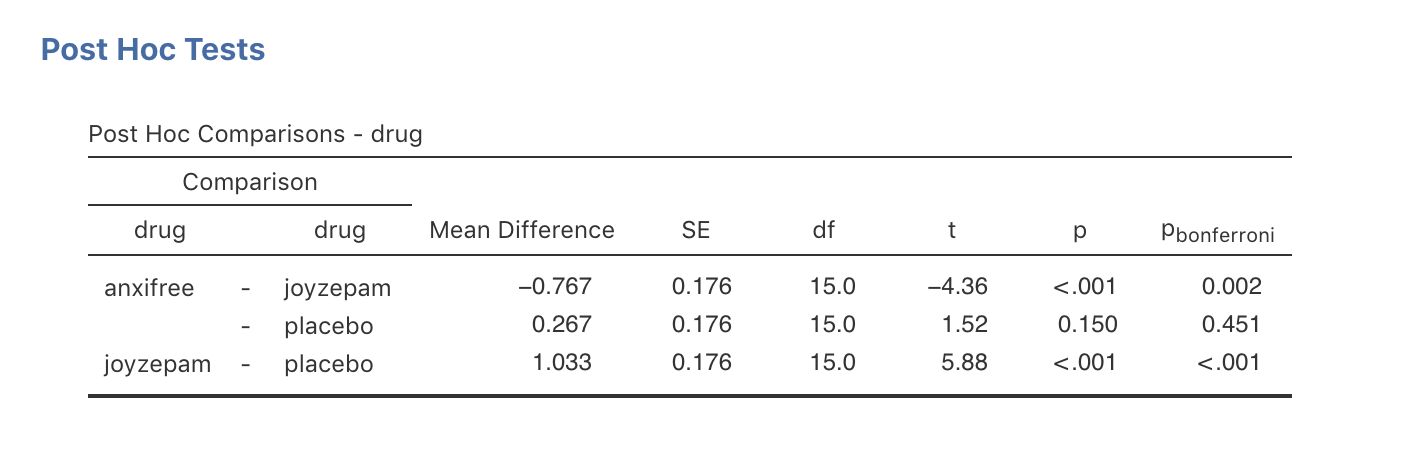 Post Hoc Tests
Post Hoc Comparisons - drug
Comparison
drug drug Mean Difference SE df t p pbonferroni
anxifree - joyzepam −0.767 0.176 15.0 −4.36 <.001 0.002
- placebo 0.267 0.176 15.0 1.52 0.150 0.451
joyzepam - placebo 1.033 0.176 15.0 5.88 <.001 <.001